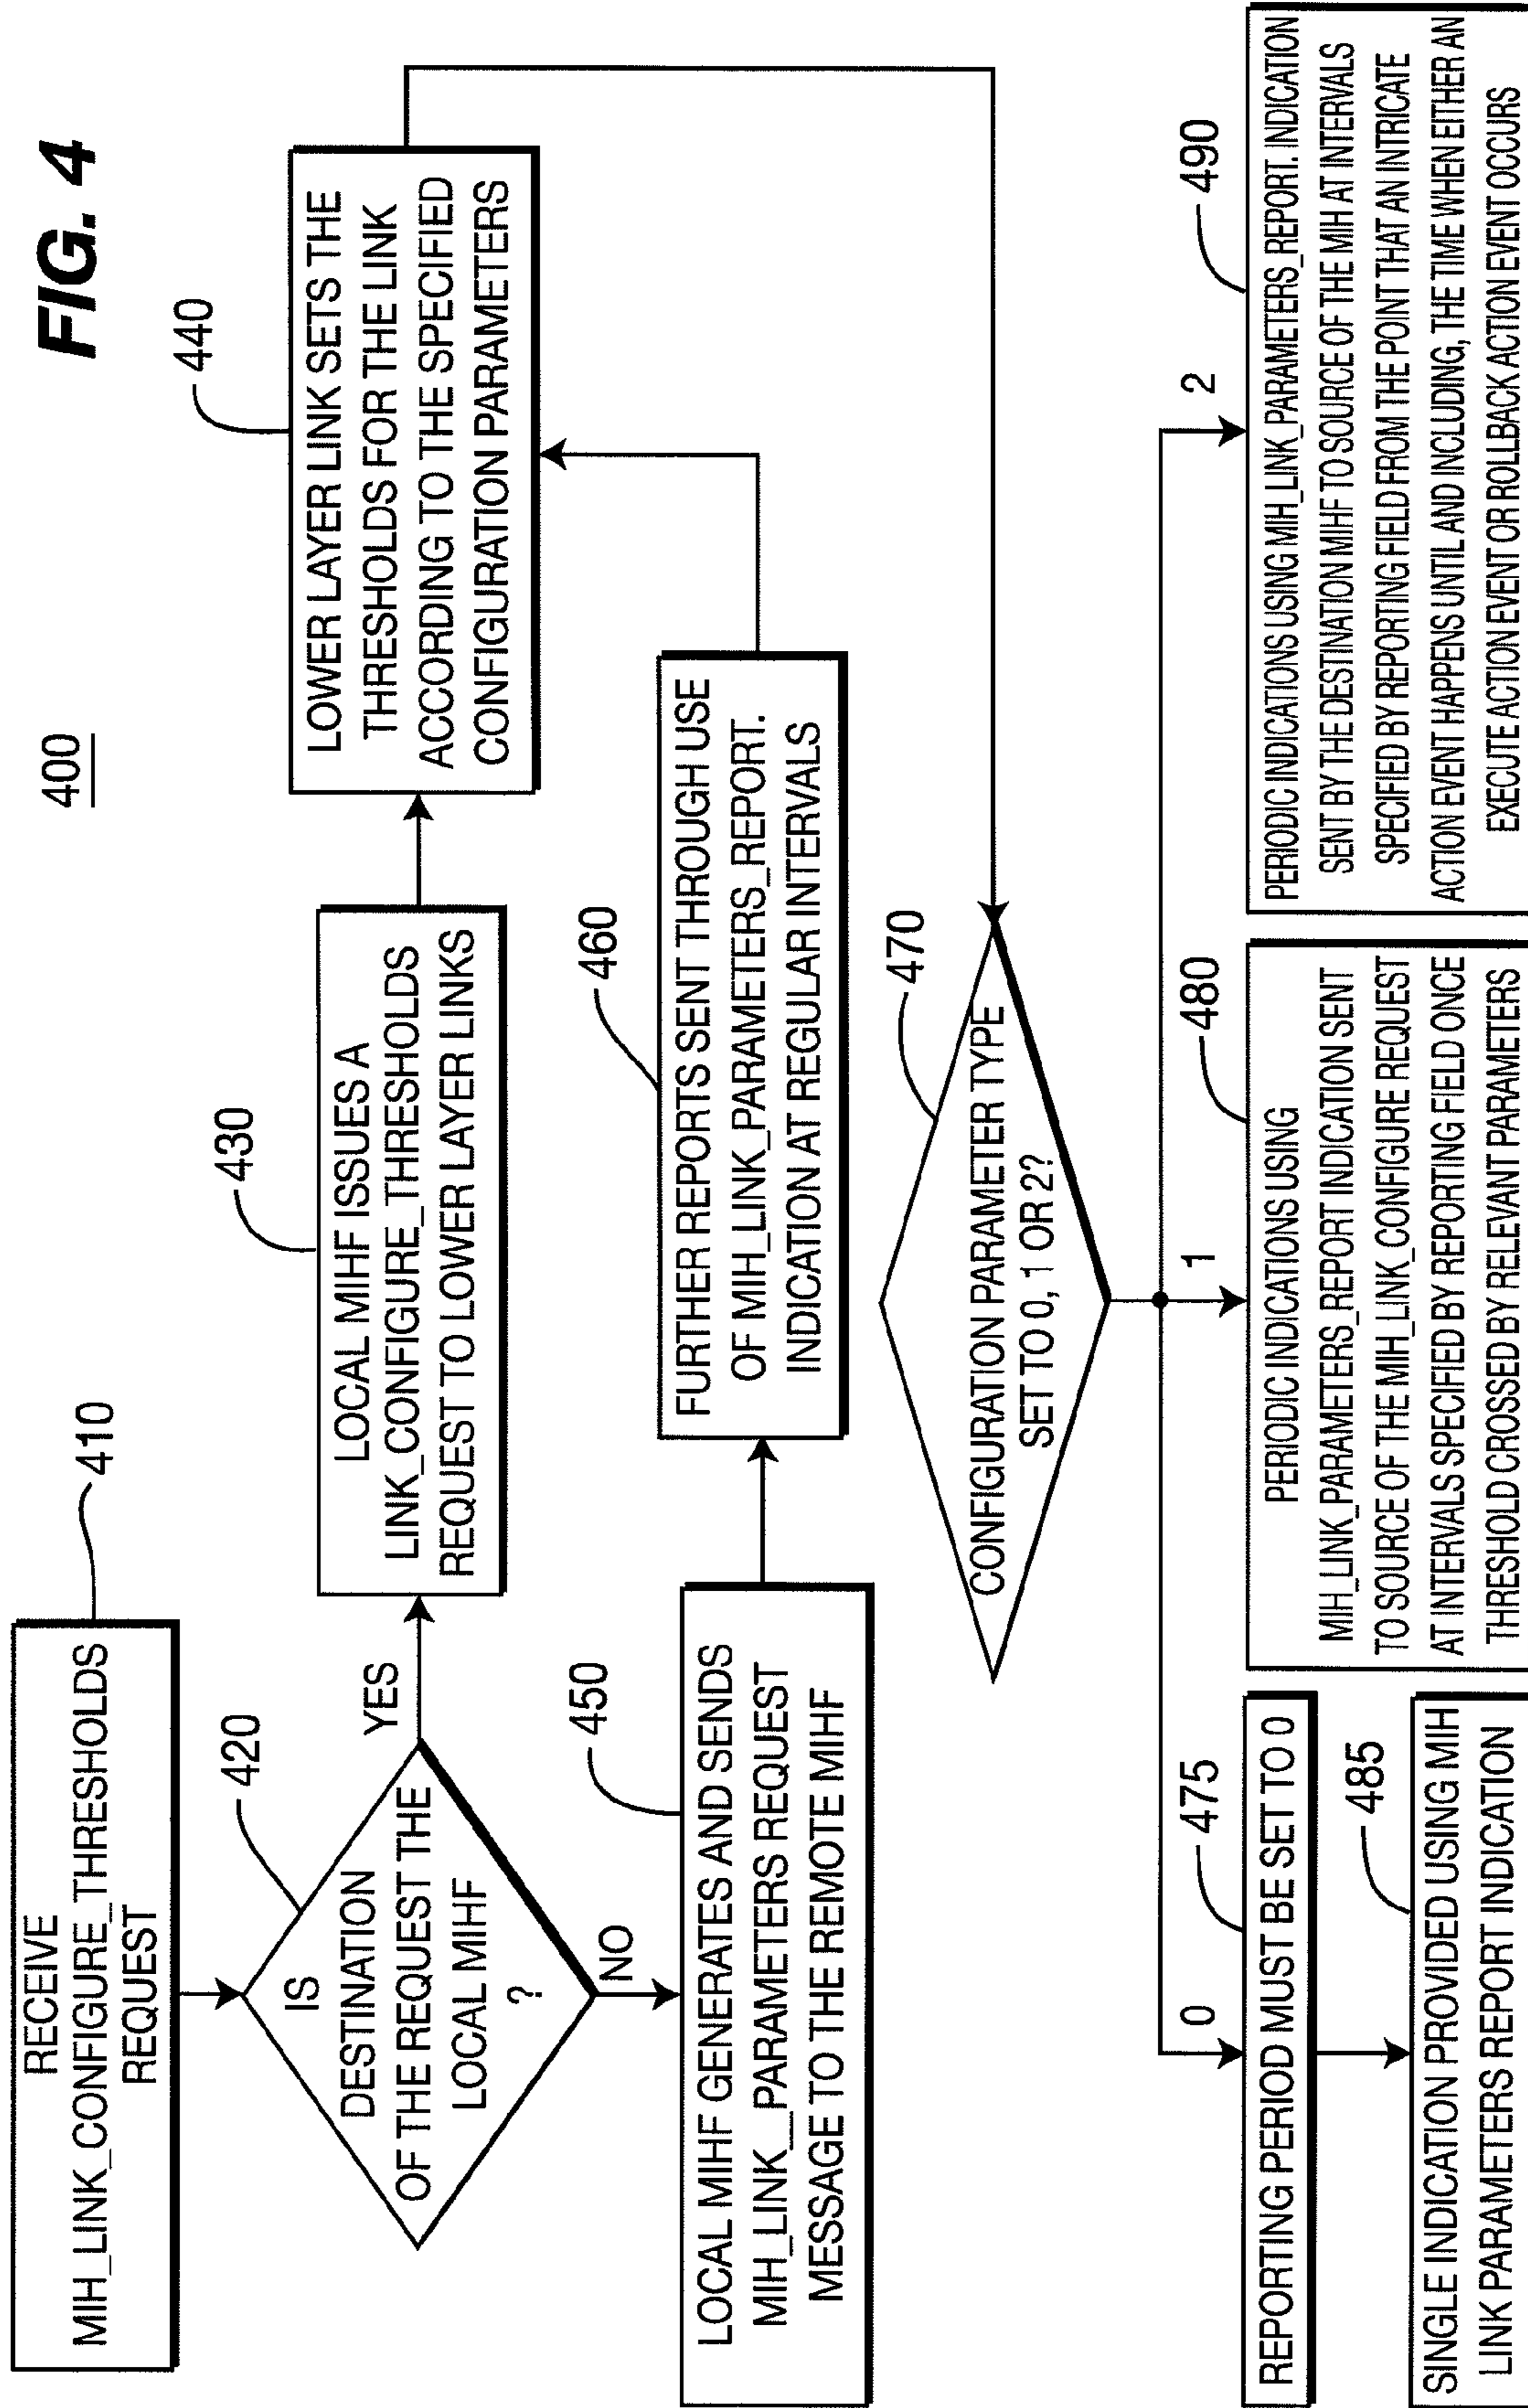 FIG. 4
400
RECEIVE
MIH_LINK_CONFIGURE_THRESHOLDS
REQUEST
410
IS
DESTINATION
OF THE REQUEST THE
LOCAL MIHF
?
420
YES
NO
LOCAL MIHF ISSUES A
LINK_CONFIGURE_THRESHOLDS
REQUEST TO LOWER LAYER LINKS
430
LOWER LAYER LINK SETS THE
THRESHOLDS FOR THE LINK
ACCORDING TO THE SPECIFIED
CONFIGURATION PARAMETERS
440
LOCAL MIHF GENERATES AND SENDS
MIH_LINK_PARAMETERS REQUEST
MESSAGE TO THE REMOTE MIHF
450
FURTHER REPORTS SENT THROUGH USE
OF MIH_LINK_PARAMETERS_REPORT.
INDICATION AT REGULAR INTERVALS
460
CONFIGURATION PARAMETER TYPE
SET TO 0, 1 OR 2?
470
0
1
2
REPORTING PERIOD MUST BE SET TO 0
475
SINGLE INDICATION PROVIDED USING MIH
LINK PARAMETERS REPORT INDICATION
485
PERIODIC INDICATIONS USING
MIH_LINK_PARAMETERS_REPORT INDICATION SENT
TO SOURCE OF THE MIH_LINK_CONFIGURE REQUEST
AT INTERVALS SPECIFIED BY REPORTING FIELD ONCE
THRESHOLD CROSSED BY RELEVANT PARAMETERS
480
PERIODIC INDICATIONS USING MIH_LINK_PARAMETERS_REPORT. INDICATION
SENT BY THE DESTINATION MIHF TO SOURCE OF THE MIH AT INTERVALS
SPECIFIED BY REPORTING FIELD FROM THE POINT THAT AN INTRICATE
ACTION EVENT HAPPENS UNTIL AND INCLUDING, THE TIME WHEN EITHER AN
EXECUTE ACTION EVENT OR ROLLBACK ACTION EVENT OCCURS
490